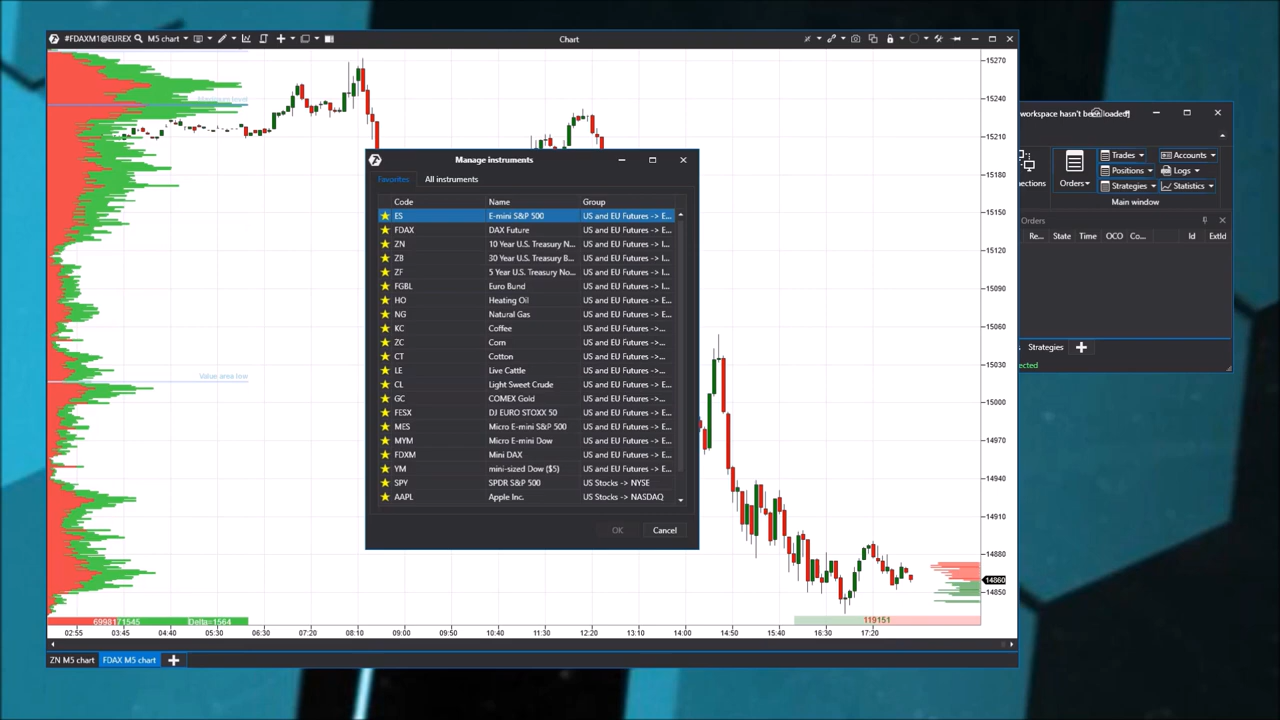 #FDAXM1@EUREX M5 chart Chart
15270
15240
15210
15180
15150
15120
15090
15060
15030
15000
14970
14940
14910
14880
14860
14850
Value area low
Delta=1564
119151
02:55 03:45 04:40 05:30 06:30 07:20 08:10 09:00 09:50 10:40 11:30 12:20 13:10 14:00 14:50 15:40 16:30 17:20
ZN M5 chart FDAX M5 chart
Manage instruments
Favorites All instruments
Code Name Group
ES E-mini S&P 500 US and EU Futures -> E...
FDAX DAX Future US and EU Futures -> E...
ZN 10 Year U.S. Treasury N... US and EU Futures -> I...
ZB 30 Year U.S. Treasury B... US and EU Futures -> I...
ZF 5 Year U.S. Treasury No... US and EU Futures -> I...
FGBL Euro Bund US and EU Futures -> I...
HO Heating Oil US and EU Futures ->...
NG Natural Gas US and EU Futures ->...
KC Coffee US and EU Futures ->...
ZC Corn US and EU Futures ->...
CT Cotton US and EU Futures ->...
LE Live Cattle US and EU Futures ->...
CL Light Sweet Crude US and EU Futures ->...
GC COMEX Gold US and EU Futures ->...
FESX DJ EURO STOXX 50 US and EU Futures -> E...
MES Micro E-mini S&P 500 US and EU Futures -> E...
MYM Micro E-mini Dow US and EU Futures -> E...
FDXM Mini DAX US and EU Futures -> E...
YM mini-sized Dow ($5) US and EU Futures -> E...
SPY SPDR S&P 500 US Stocks -> NYSE
AAPL Apple Inc. US Stocks -> NASDAQ
OK Cancel
workspace hasn't been loaded)
Orders
Trades Accounts
Positions Logs
Strategies Statistics
Main window
Orders
Re... State Time OCO Co... Id ExtId
Strategies